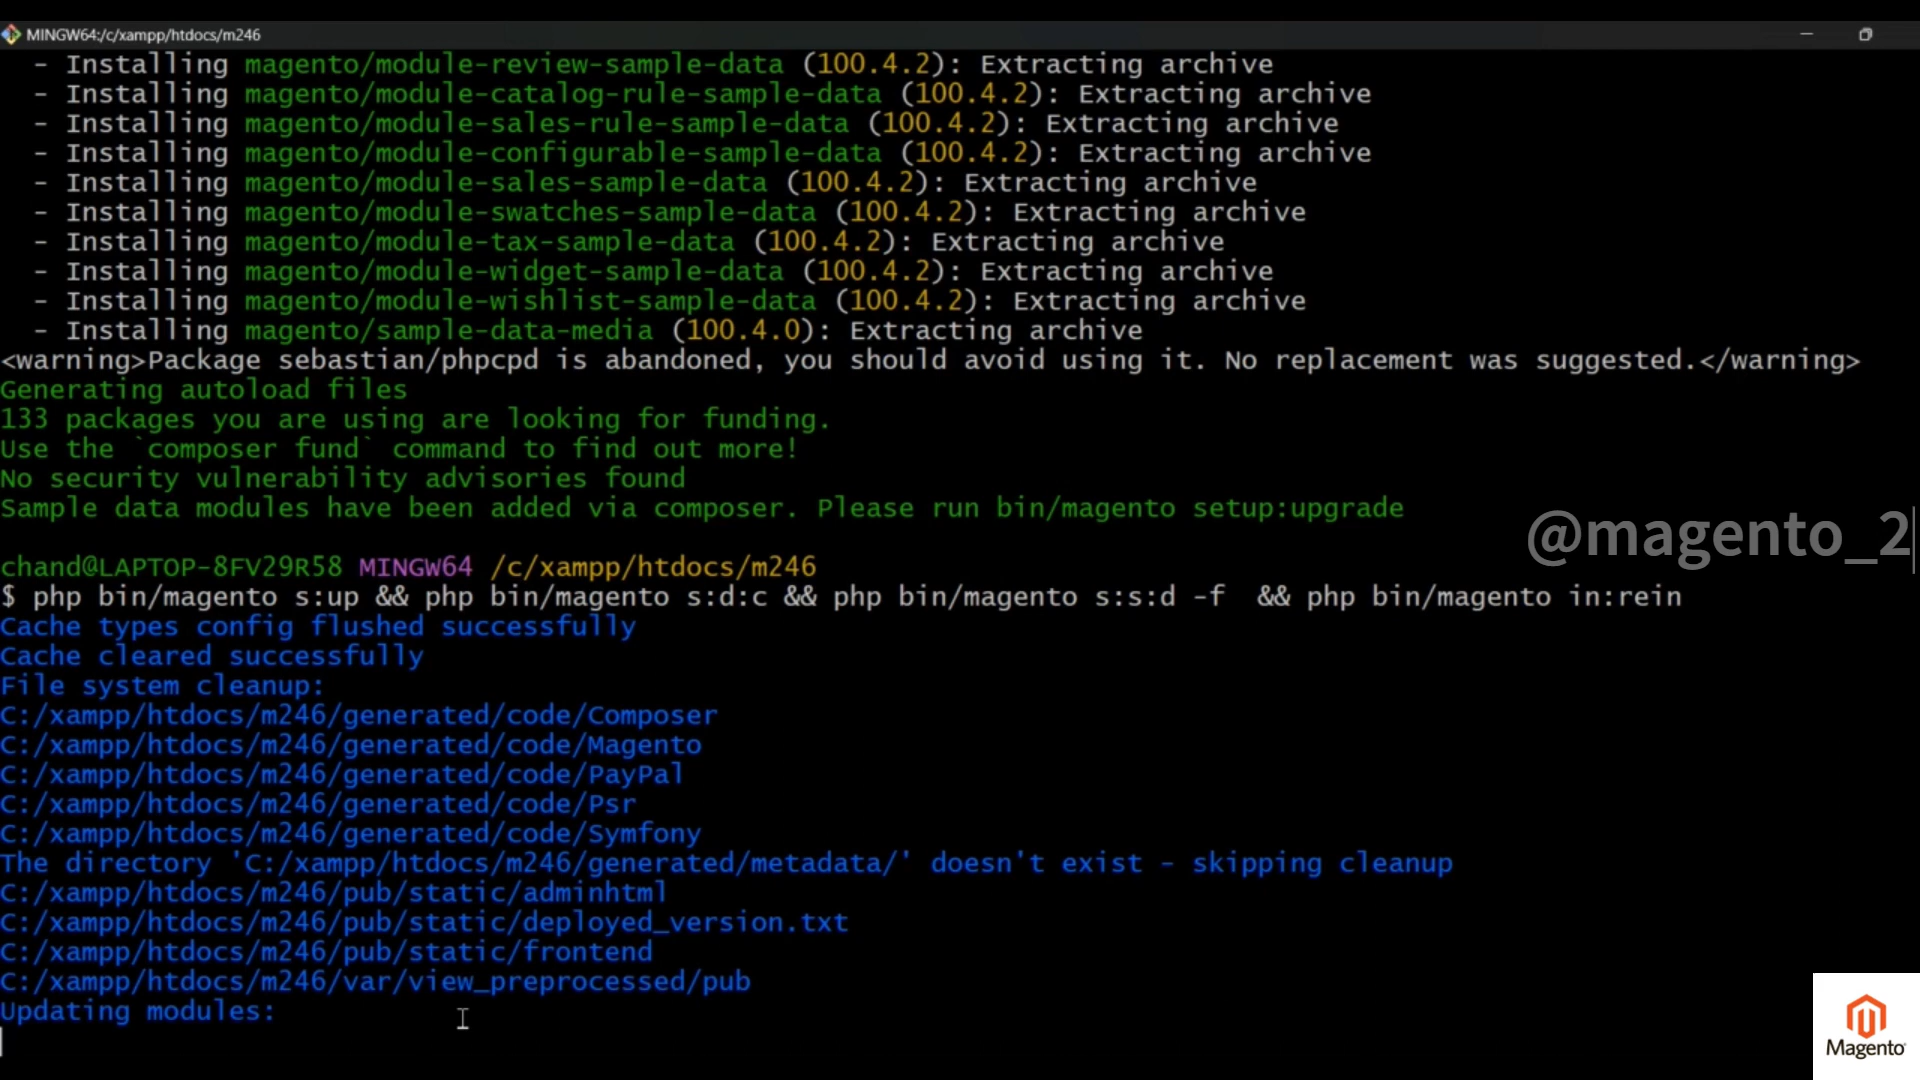 MINGW64:/c/xampp/htdocs/m246
- Installing magento/module-review-sample-data (100.4.2): Extracting archive
- Installing magento/module-catalog-rule-sample-data (100.4.2): Extracting archive
- Installing magento/module-sales-rule-sample-data (100.4.2): Extracting archive
- Installing magento/module-configurable-sample-data (100.4.2): Extracting archive
- Installing magento/module-sales-sample-data (100.4.2): Extracting archive
- Installing magento/module-swatches-sample-data (100.4.2): Extracting archive
- Installing magento/module-tax-sample-data (100.4.2): Extracting archive
- Installing magento/module-widget-sample-data (100.4.2): Extracting archive
- Installing magento/module-wishlist-sample-data (100.4.2): Extracting archive
- Installing magento/sample-data-media (100.4.0): Extracting archive
<warning>Package sebastian/phpcpd is abandoned, you should avoid using it. No replacement was suggested.</warning>
Generating autoload files
133 packages you are using are looking for funding.
Use the `composer fund` command to find out more!
No security vulnerability advisories found
Sample data modules have been added via composer. Please run bin/magento setup:upgrade
@magento_2
chand@LAPTOP-8FV29R58 MINGW64 /c/xampp/htdocs/m246
$ php bin/magento s:up && php bin/magento s:d:c && php bin/magento s:s:d -f  && php bin/magento in:rein
Cache types config flushed successfully
Cache cleared successfully
File system cleanup:
C:/xampp/htdocs/m246/generated/code/Composer
C:/xampp/htdocs/m246/generated/code/Magento
C:/xampp/htdocs/m246/generated/code/PayPal
C:/xampp/htdocs/m246/generated/code/Psr
C:/xampp/htdocs/m246/generated/code/Symfony
The directory 'C:/xampp/htdocs/m246/generated/metadata/' doesn't exist - skipping cleanup
C:/xampp/htdocs/m246/pub/static/adminhtml
C:/xampp/htdocs/m246/pub/static/deployed_version.txt
C:/xampp/htdocs/m246/pub/static/frontend
C:/xampp/htdocs/m246/var/view_preprocessed/pub
Updating modules:
Magento